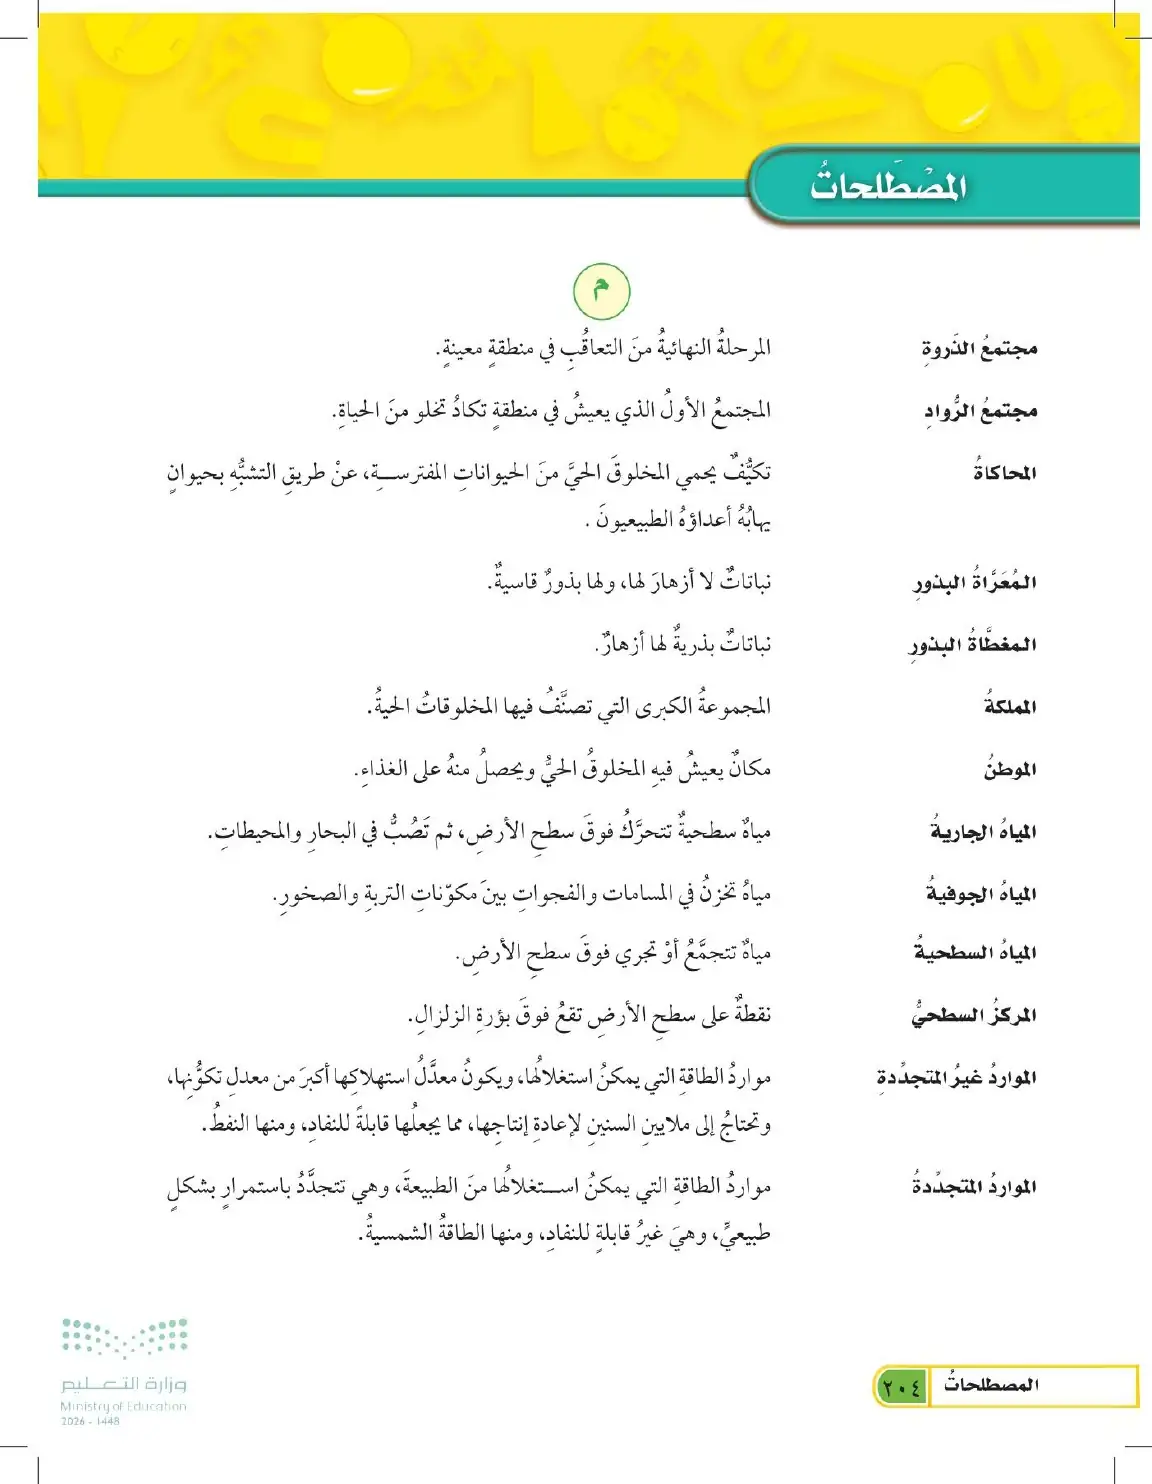 المصْطَلحاتُ
م
مجتمعُ الذَروةِ المرحلةُ النهائيةُ منَ التعاقُبِ في منطقةٍ معينةٍ.
مجتمعُ الرُّوادِ المجتمعُ الأولُ الذي يعيشُ في منطقةٍ تكادُ تخلو منَ الحياةِ.
المحاكاةُ تكيُّفٌ يحمي المخلوقَ الحيَّ منَ الحيواناتِ المفترسـةِ، عنْ طريقِ التشبُّهِ بحيوانٍ
يهابُهُ أعداؤهُ الطبيعيونَ .
المُعَرَّاةُ البذورِ نباتاتٌ لا أزهارَ لها، ولها بذورٌ قاسيةٌ.
المغطَّاةُ البذورِ نباتاتٌ بذريةٌ لها أزهارٌ.
المملكةُ المجموعةُ الكبرى التي تصنَّفُ فيها المخلوقاتُ الحيةُ.
الموطنُ مكانٌ يعيشُ فيهِ المخلوقُ الحيُّ ويحصلُ منهُ على الغذاءِ.
المياهُ الجاريةُ مياهٌ سطحيةٌ تتحرَّكُ فوقَ سطحِ الأرضِ، ثم تَصُبُّ في البحارِ والمحيطاتِ.
المياهُ الجوفيةُ مياهُ تخزنُ في المسامات والفجواتِ بينَ مكوّناتِ التربةِ والصخورِ.
المياهُ السطحيةُ مياهٌ تتجمَّعُ أوْ تجري فوقَ سطحِ الأرضِ.
المركزُ السطحيُّ نقطةٌ على سطحِ الأرضِ تقعُ فوقَ بؤرةِ الزلزالِ.
المواردُ غيرُ المتجدِّدةِ مواردُ الطاقةِ التي يمكنُ استغلالُها، ويكونُ معدَّلُ استهلاكِها أكبرَ من معدلِ تكوُّنِها،
وتحتاجُ إلى ملايينِ السنينِ لإعادةِ إنتاجِها، مما يجعلُها قابلةً للنفادِ، ومنها النفطُ.
المواردُ المتجدِّدةُ مواردُ الطاقةِ التي يمكنُ اسـتغلالُها منَ الطبيعةَ، وهي تتجدَّدُ باستمرارٍ بشكلٍ
طبيعيٍّ، وهيَ غيرُ قابلةٍ للنفادِ، ومنها الطاقةُ الشمسيةُ.
المصطلحاتُ ٢٠٤
وزارة التعليم
Ministry of Education
2026 - 1448